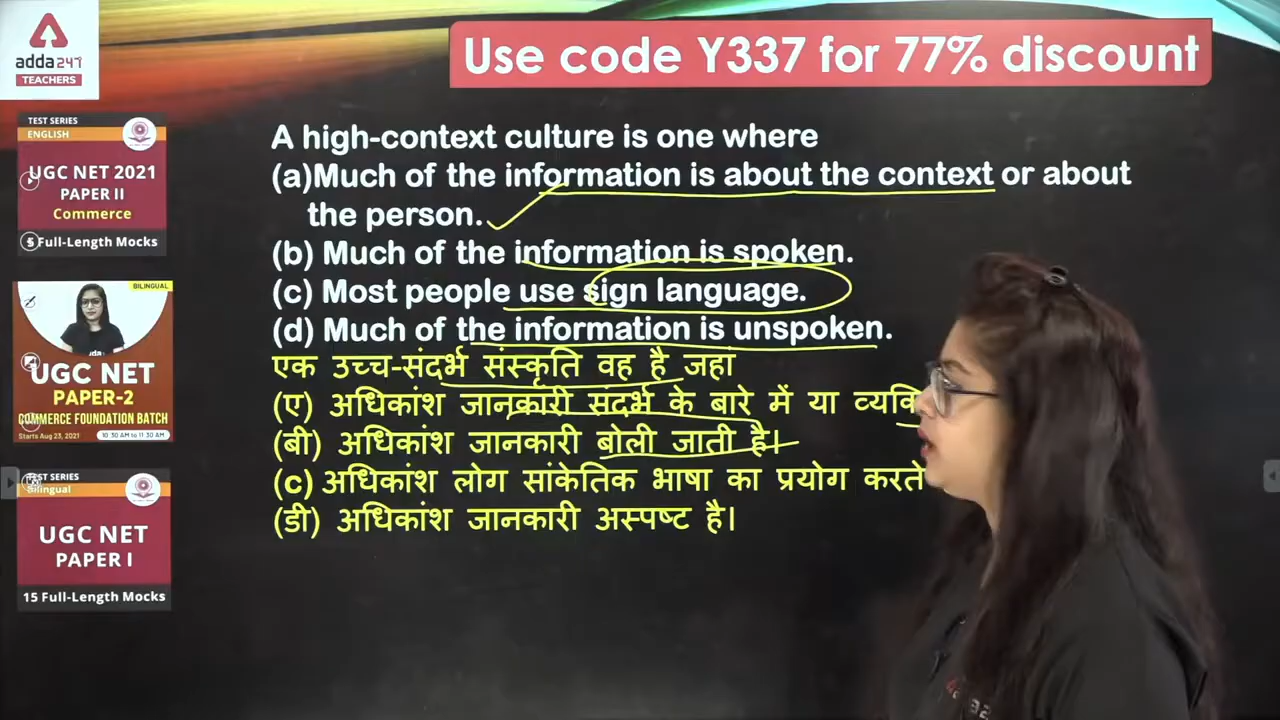 adda247
TEACHERS
Use code Y337 for 77% discount
TEST SERIES
ENGLISH
UGC NET 2021
PAPER II
Commerce
5 Full-Length Mocks
BILINGUAL
UGC NET
PAPER-2
COMMERCE FOUNDATION BATCH
Starts Aug 23, 2021 10:30 AM to 11:30 AM
TEST SERIES
Bilingual
UGC NET
PAPER I
15 Full-Length Mocks
A high-context culture is one where
(a)Much of the information is about the context or about
the person.
(b) Much of the information is spoken.
(c) Most people use sign language.
(d) Much of the information is unspoken.
एक उच्च-संदर्भ संस्कृति वह है जहा
(ए) अधिकांश जानकारी संदर्भ के बारे में या
(बी) अधिकांश जानकारी बोली जाती है।
(c) अधिकांश लोग सांकेतिक भाषा का प्रयोग करते
(डी) अधिकांश जानकारी अस्पष्ट है।